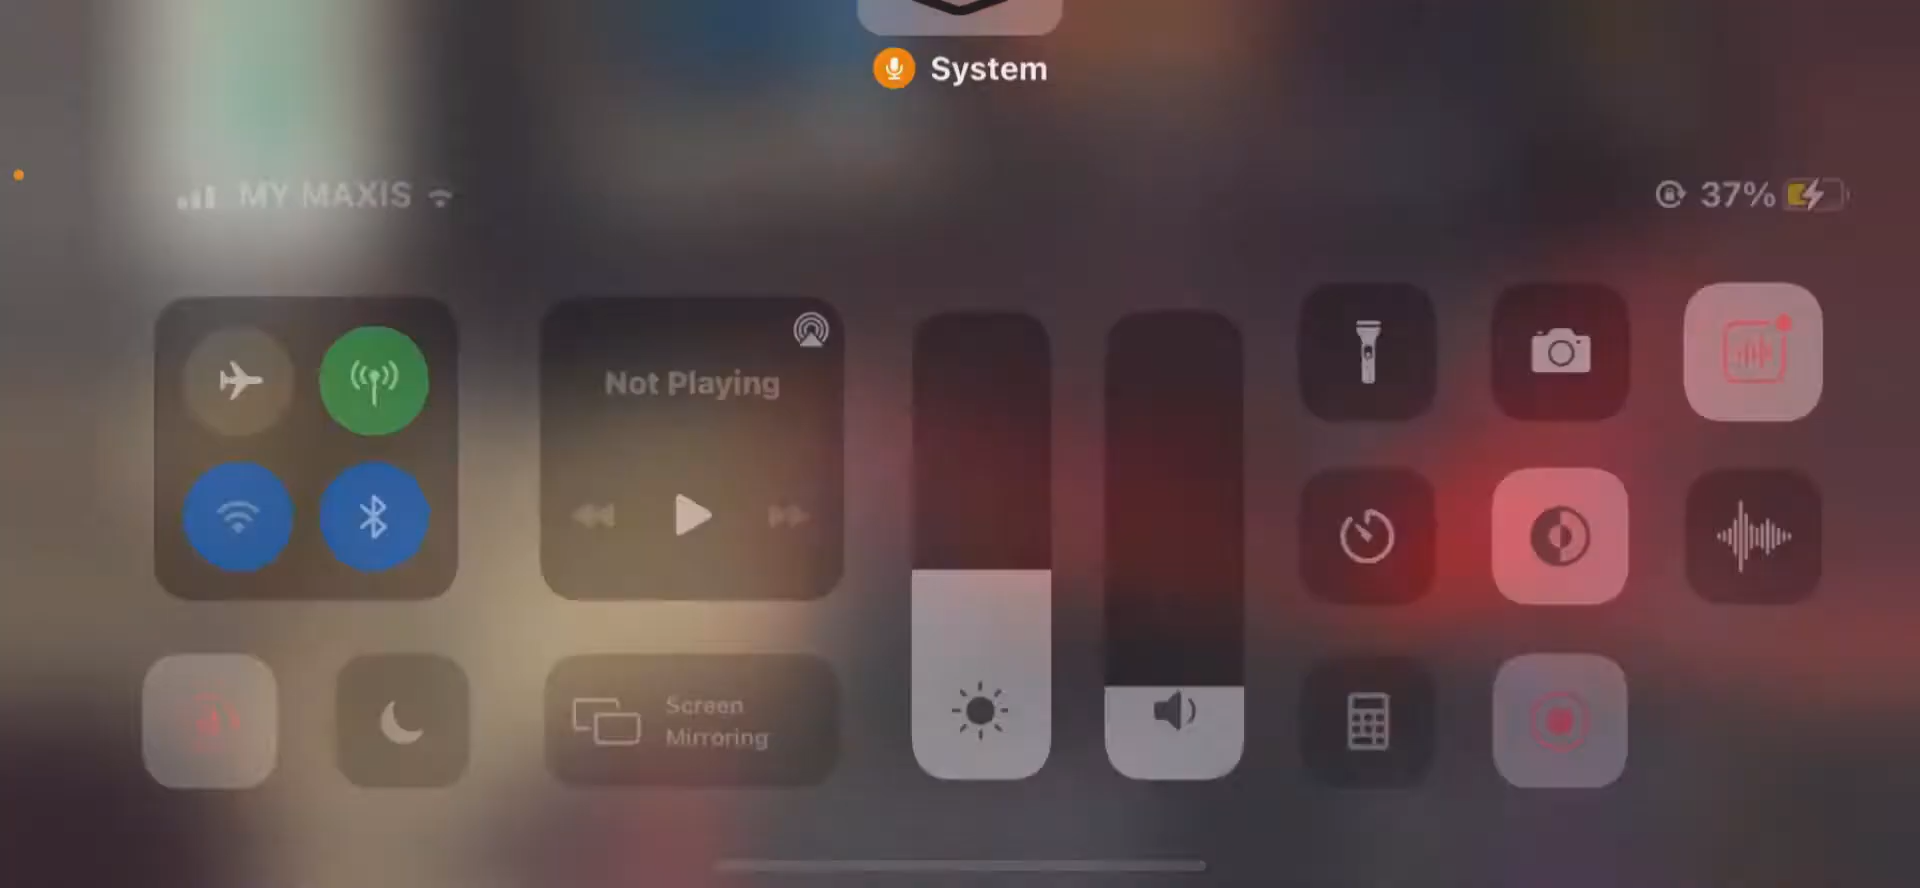 System
MY MAXIS
37%
Not Playing
Screen
Mirroring